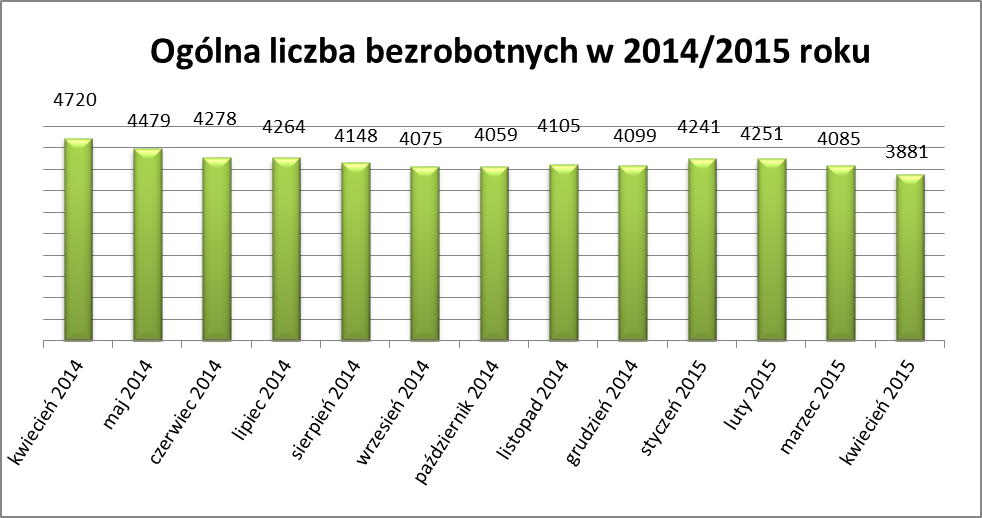 Ogólna liczba bezrobotnych w 2014/2015 roku
4720
4479
4278
4264
4148
4075
4059
4105
4099
4241
4251
4085
3881
kwiecień 2014
maj 2014
czerwiec 2014
lipiec 2014
sierpień 2014
wrzesień 2014
październik 2014
listopad 2014
grudzień 2014
styczeń 2015
luty 2015
marzec 2015
kwiecień 2015